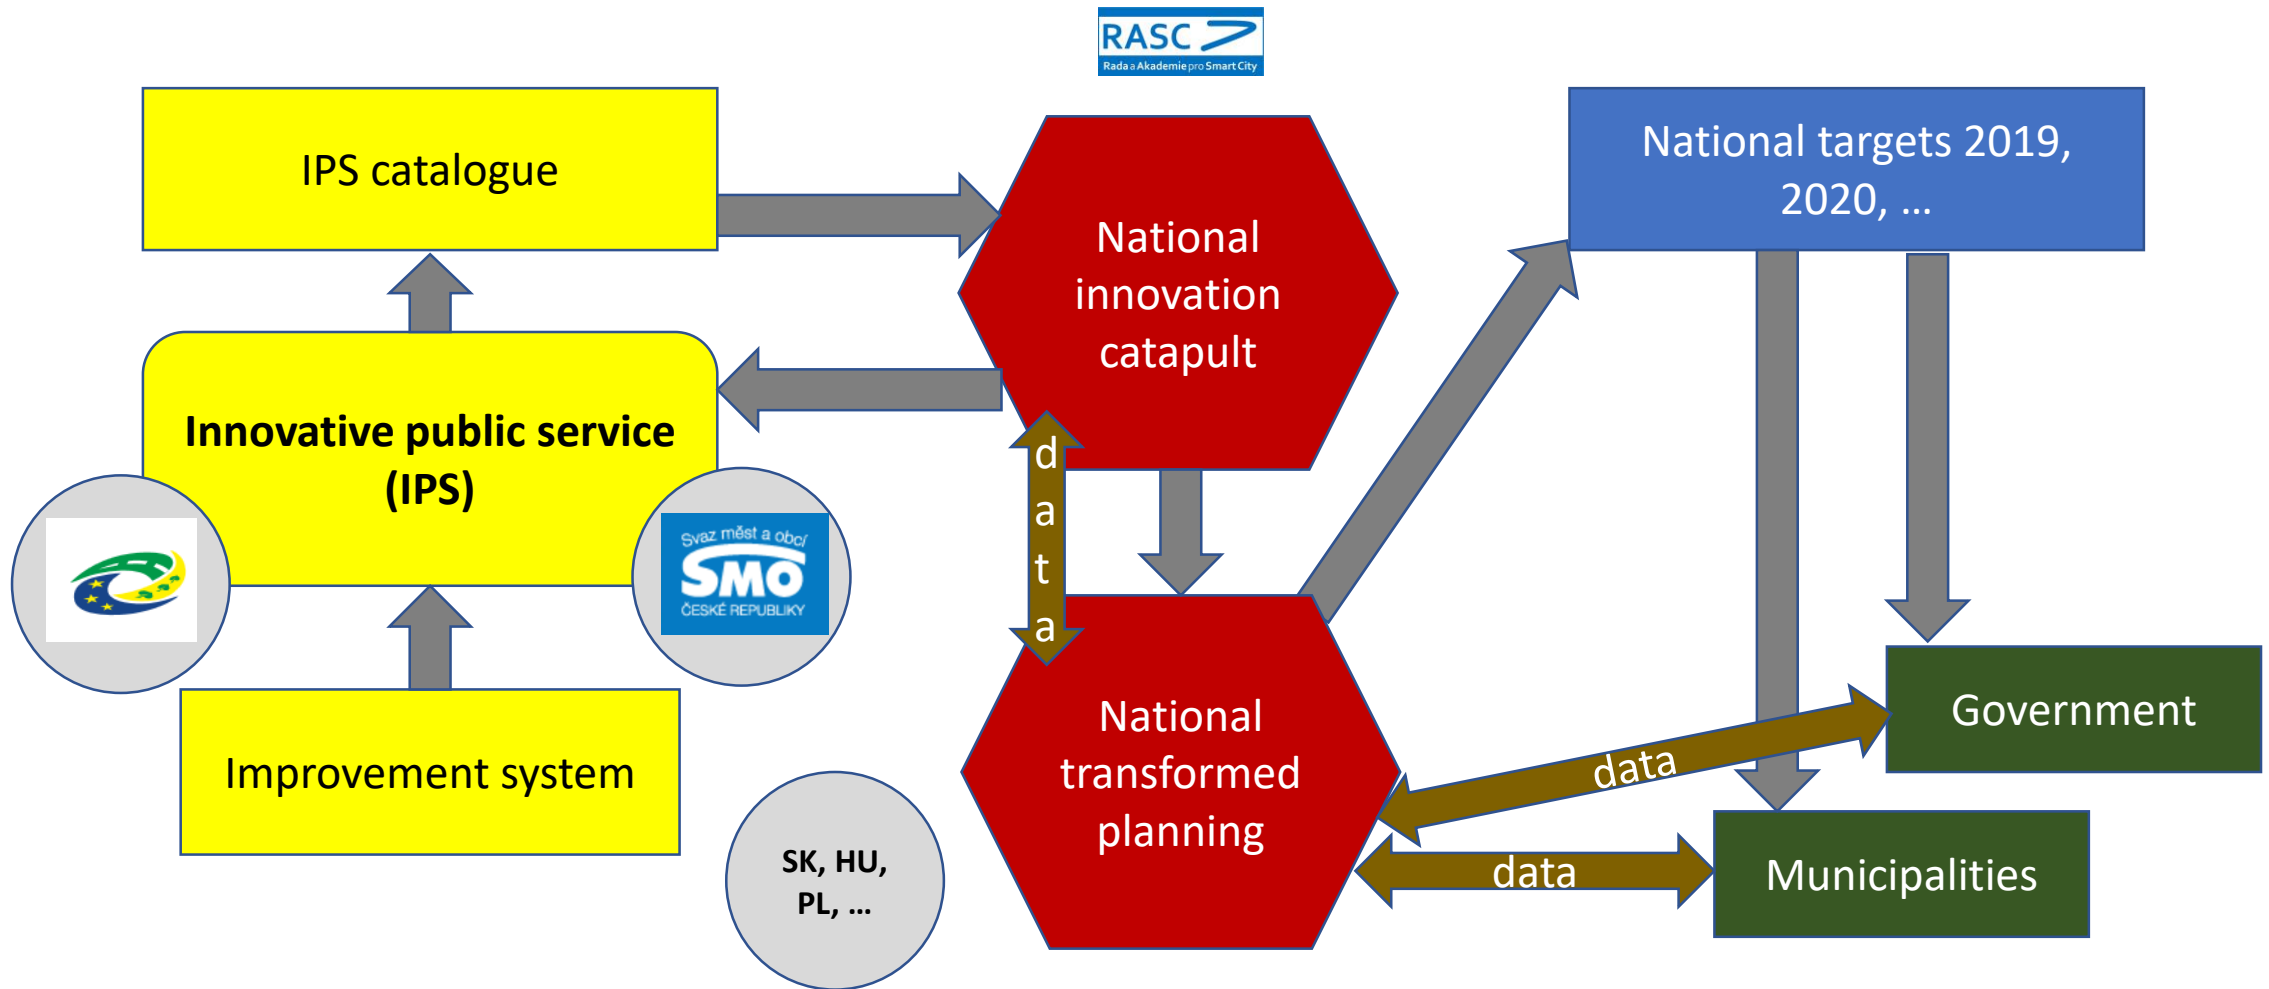 RASC
Rada a Akademie pro Smart City
IPS catalogue
National
innovation
catapult
National targets 2019,
2020, …
Innovative public service
(IPS)
Svaz měst a obcí
SMO
ČESKÉ REPUBLIKY
data
Improvement system
SK, HU,
PL, …
National
transformed
planning
data
data
Government
Municipalities